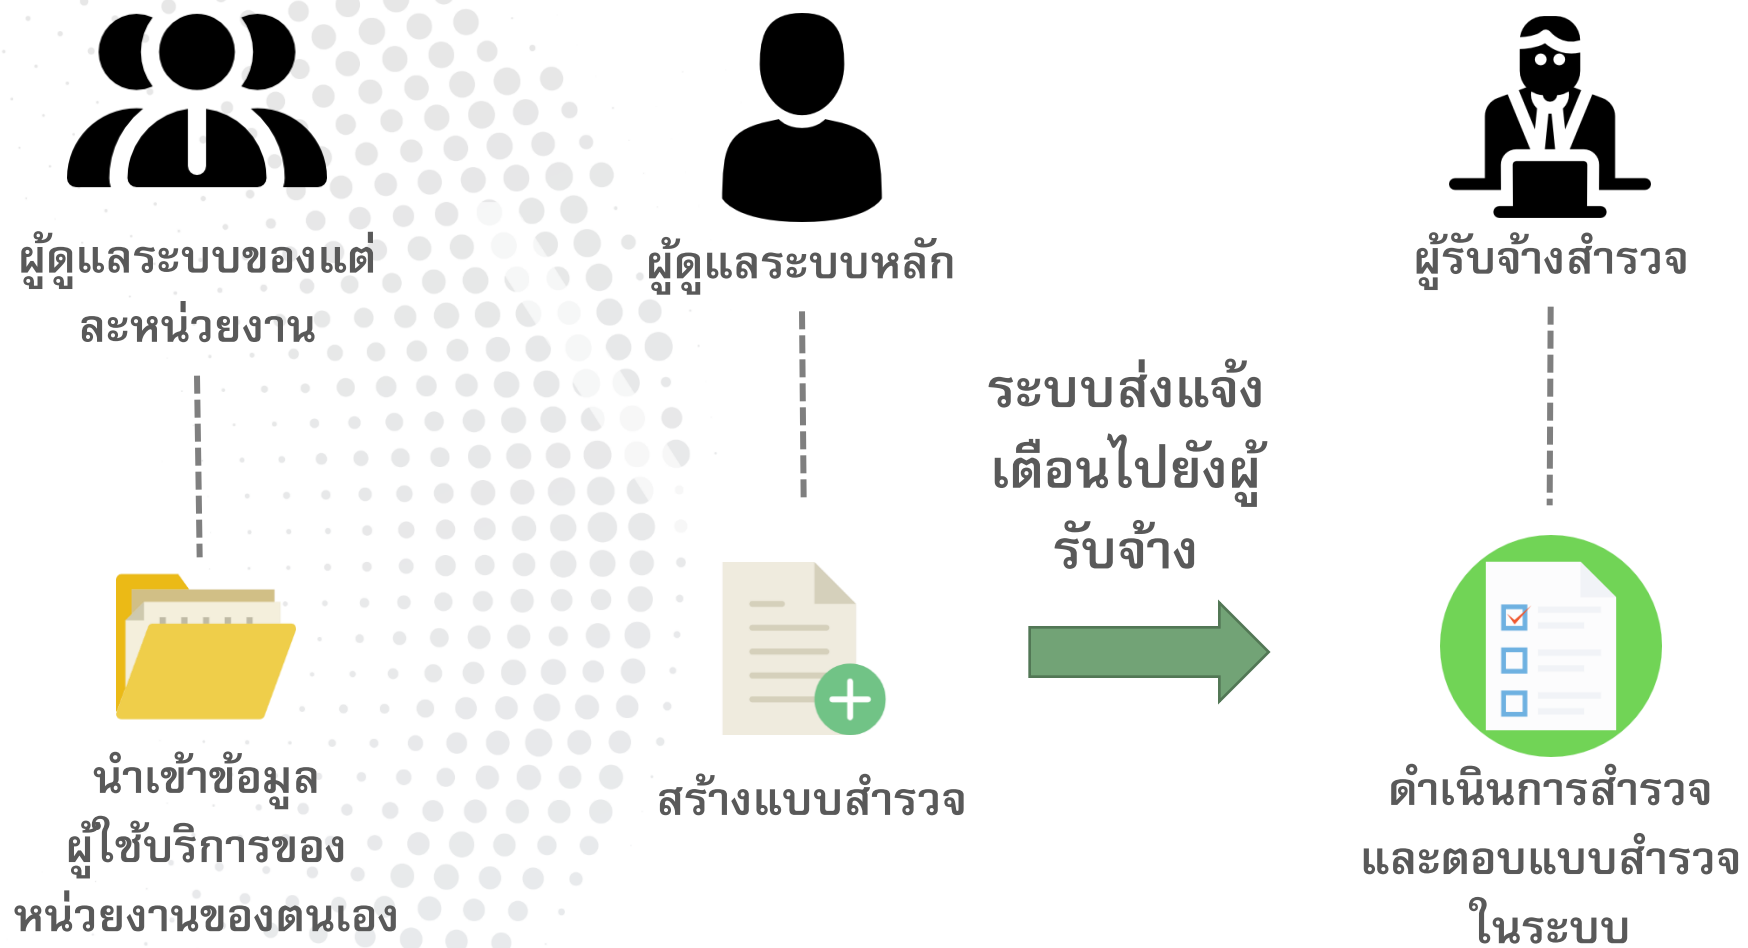 ผู้ดูแลระบบของแต่
ละหน่วยงาน
นำเข้าข้อมูล
ผู้ใช้บริการของ
หน่วยงานของตนเอง
ผู้ดูแลระบบหลัก
สร้างแบบสำรวจ
ระบบส่งแจ้ง
เตือนไปยังผู้
รับจ้าง
ผู้รับจ้างสำรวจ
ดำเนินการสำรวจ
และตอบแบบสำรวจ
ในระบบ